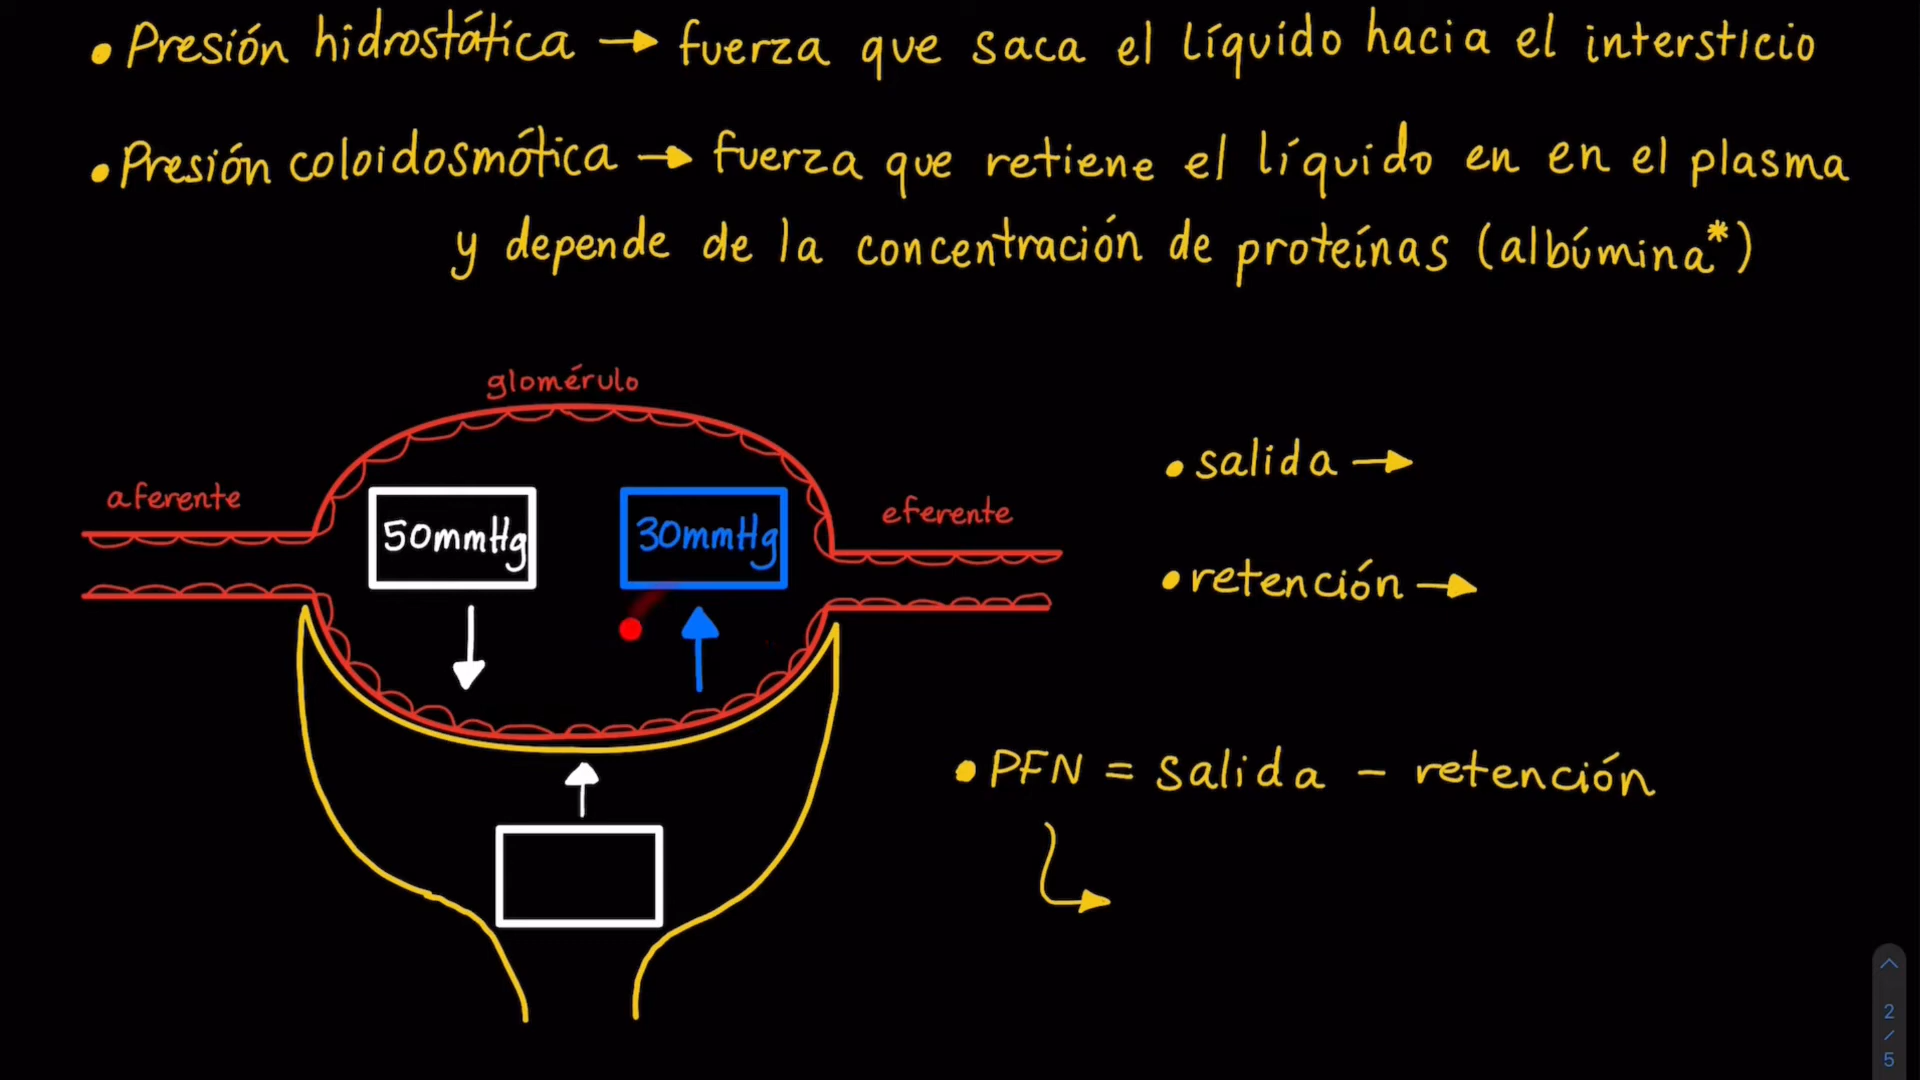 • Presión hidrostática → fuerza que saca el líquido hacia el intersticio
• Presión coloidosmótica → fuerza que retiene el líquido en en el plasma
y depende de la concentración de proteínas (albúmina*)
glomérulo
aferente
50mmHg
30mmHg
eferente
• salida →
• retención →
• PFN = salida - retención
2
/
5